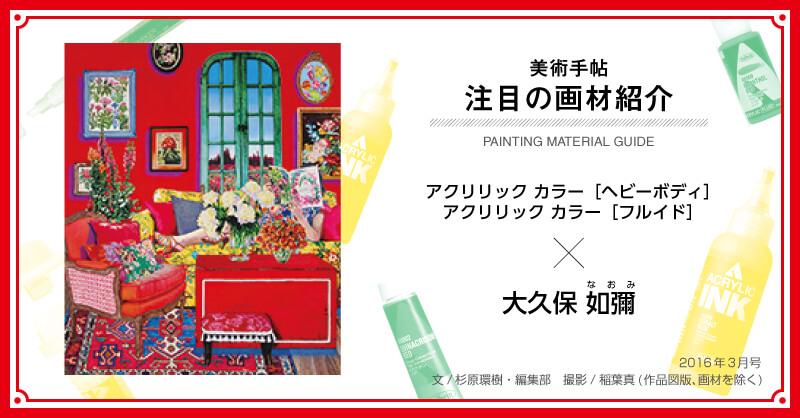 美術手帖
注目の画材紹介
PAINTING MATERIAL GUIDE
アクリリック カラー［ヘビーボディ］
アクリリック カラー［フルイド］
×
なおみ
大久保 如彌
ACRYLIC
INK
ACRYLIC
INK
2016年3月号
文 / 杉原環樹・編集部　撮影 / 稲葉真 (作品図版、画材を除く)